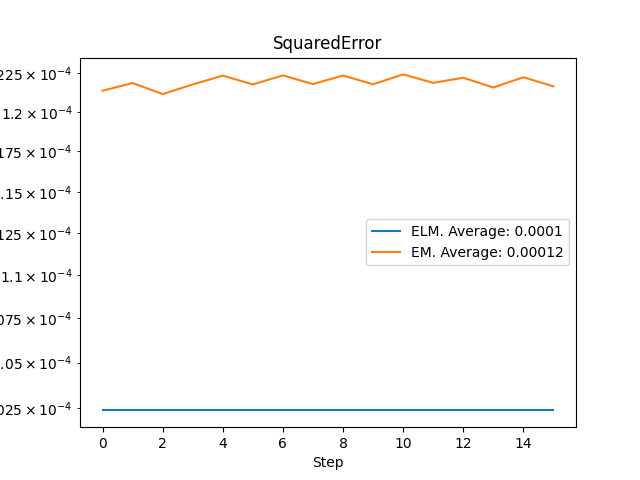 SquaredError
225 × 10⁻⁴
1.2 × 10⁻⁴
175 × 10⁻⁴
.15 × 10⁻⁴
125 × 10⁻⁴
1.1 × 10⁻⁴
075 × 10⁻⁴
.05 × 10⁻⁴
025 × 10⁻⁴
ELM. Average: 0.0001
EM. Average: 0.00012
0 2 4 6 8 10 12 14
Step